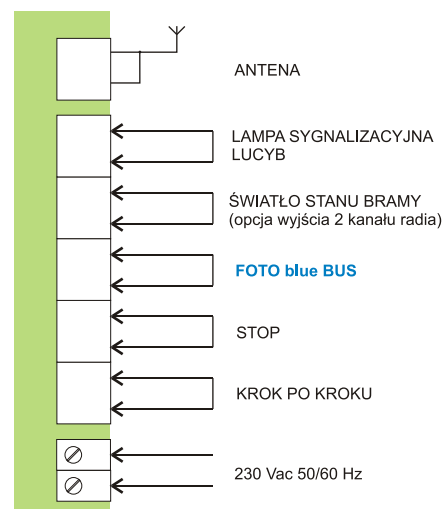 ANTENA
LAMPA SYGNALIZACYJNA
LUCYB
ŚWIATŁO STANU BRAMY
(opcja wyjścia 2 kanału radia)
FOTO blue BUS
STOP
KROK PO KROKU
230 Vac 50/60 Hz